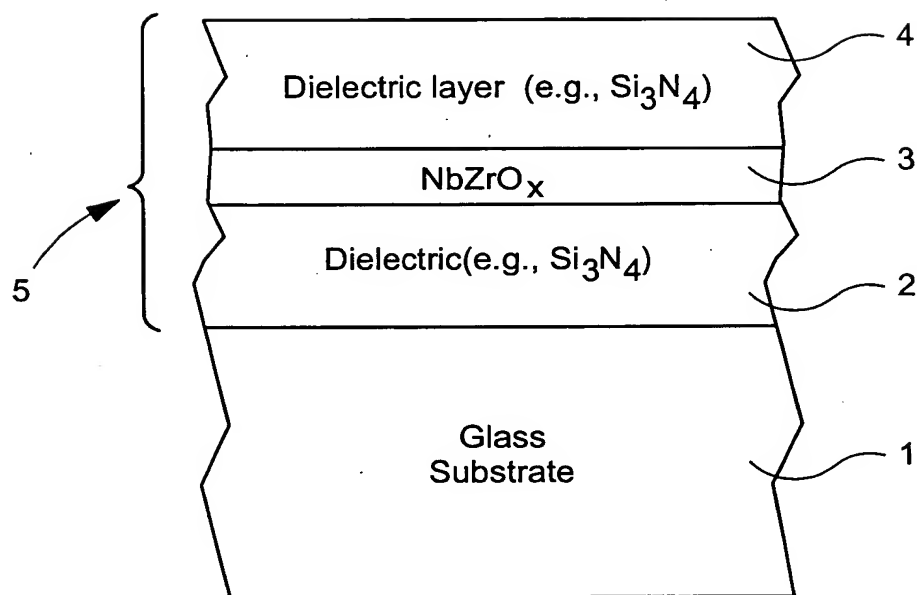 4
Dielectric layer (e.g., Si₃N₄)
3
NbZrOₓ
Dielectric(e.g., Si₃N₄)
5
2
Glass
Substrate
1